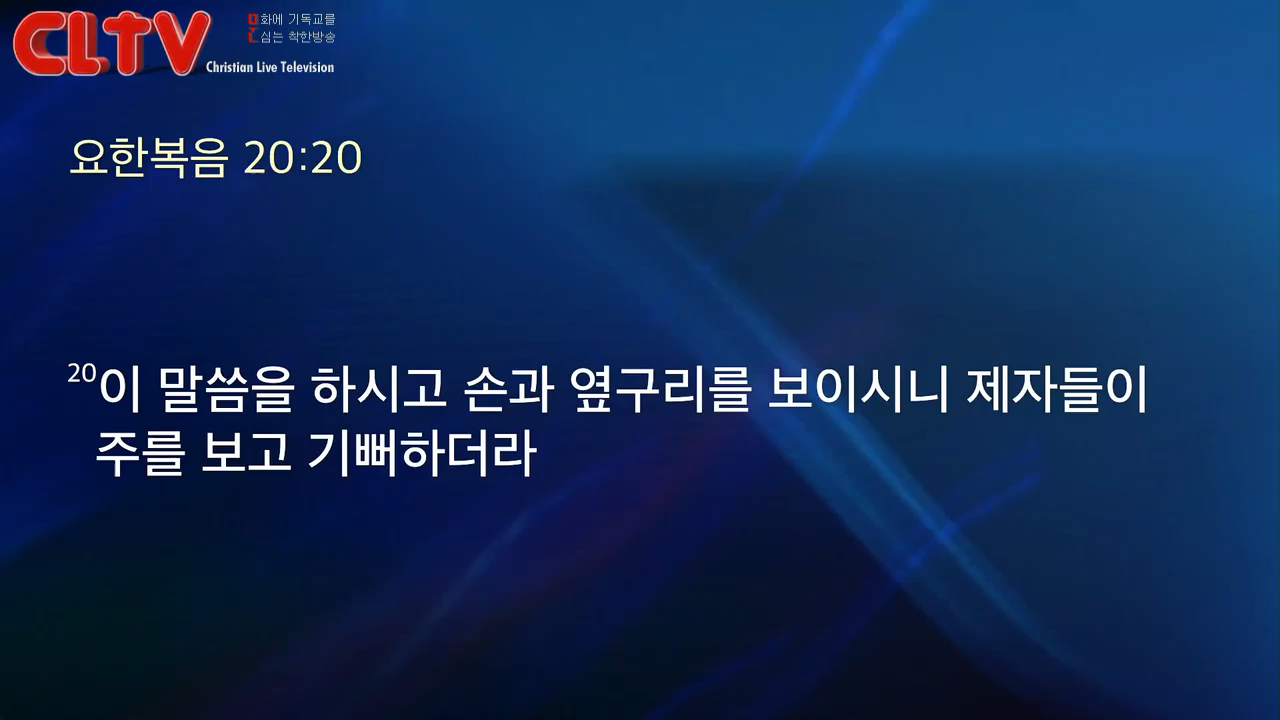 CLTV
문화에 기독교를
심는 착한방송
Christian Live Television
요한복음 20:20
20이 말씀을 하시고 손과 옆구리를 보이시니 제자들이
주를 보고 기뻐하더라